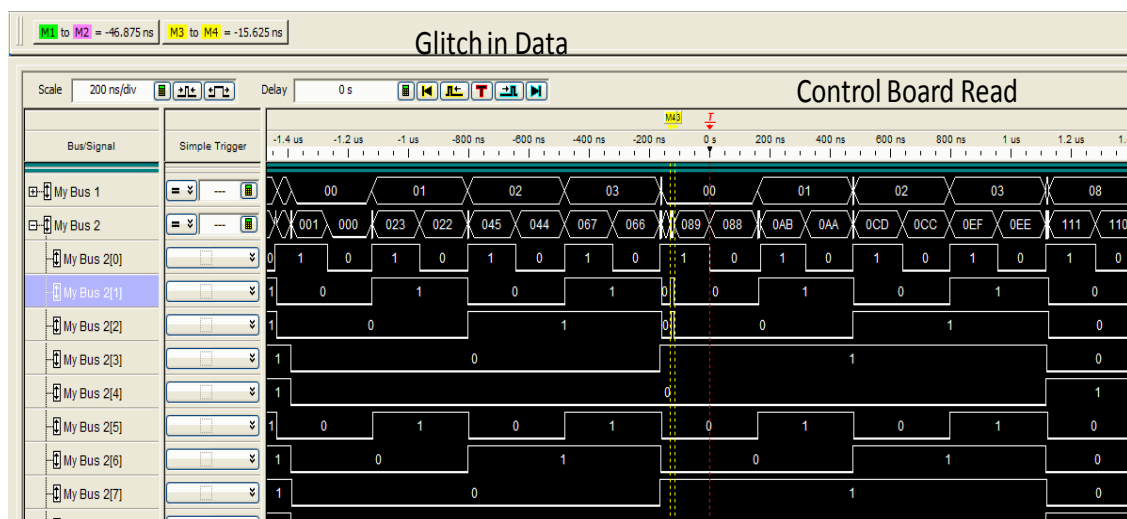 M1 to M2 = -46.875 ns M3 to M4 = -15.625 ns
Glitch in Data
Scale 200 ns/div Delay 0 s T Control Board Read
M43 T
Bus/Signal Simple Trigger -1.4 us -1.2 us -1 us -800 ns -600 ns -400 ns -200 ns 0 s 200 ns 400 ns 600 ns 800 ns 1 us 1.2 us 1.
My Bus 1 = --- 00 01 02 03 00 01 02 03 08
My Bus 2 = --- 001 000 023 022 045 044 067 066 089 088 0AB 0AA 0CD 0CC 0EF 0EE 111 110
My Bus 2[0] 0 1 0 1 0 1 0 1 0 1 0 1 0 1 0 1 0 1 0
My Bus 2[1] 1 0 1 0 1 0 0 1 0 1 0
My Bus 2[2] 1 0 1 0 0 1 0
My Bus 2[3] 1 0 1 0
My Bus 2[4] 1 0 1
My Bus 2[5] 1 0 1 0 1 0 1 0 1 0
My Bus 2[6] 1 0 1 0 1 0
My Bus 2[7] 1 0 1 0